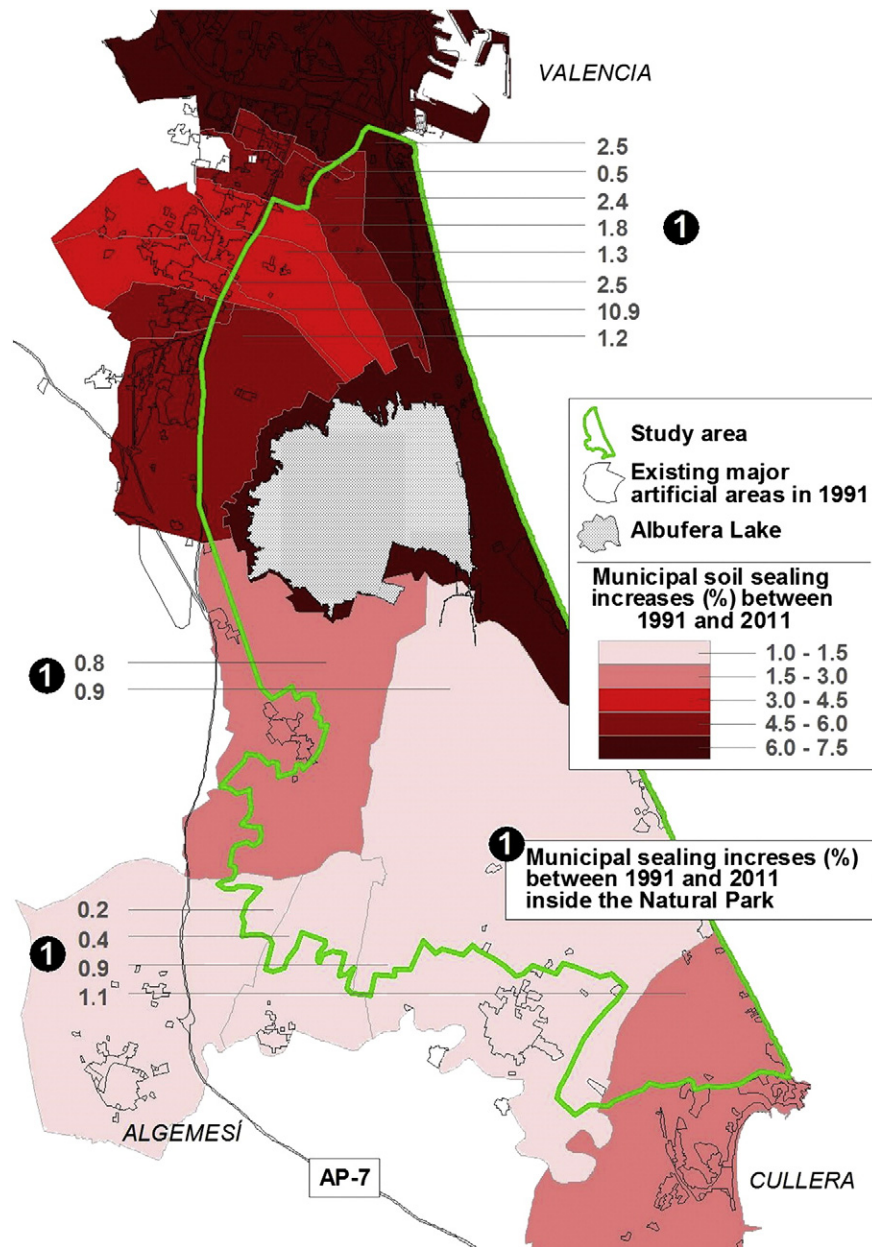 VALENCIA
2.5
0.5
2.4
1.8
1
1.3
2.5
10.9
1.2
Study area
Existing major
artificial areas in 1991
Albufera Lake
Municipal soil sealing
increases (%) between
1991 and 2011
1.0 - 1.5
1.5 - 3.0
3.0 - 4.5
4.5 - 6.0
6.0 - 7.5
1
0.8
0.9
1
Municipal sealing increses (%)
between 1991 and 2011
inside the Natural Park
1
0.2
0.4
0.9
1.1
ALGEMESÍ
AP-7
CULLERA